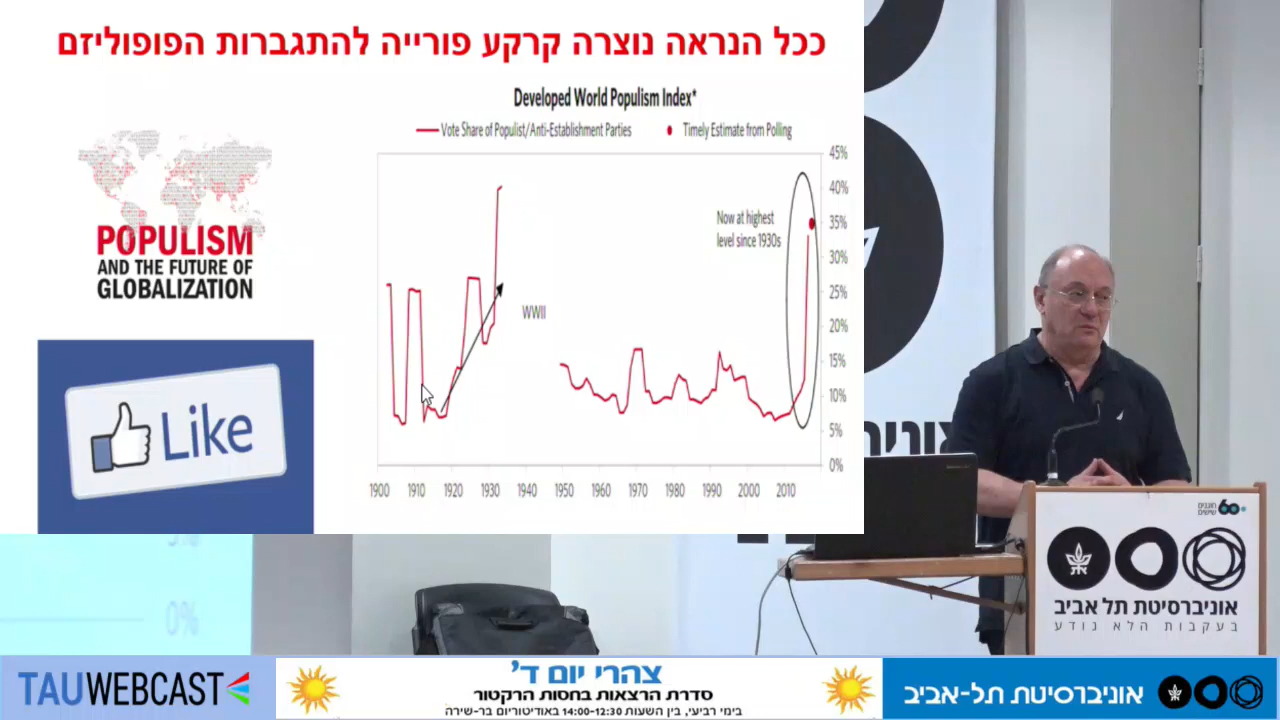 ככל הנראה נוצרה קרקע פורייה להתגברות הפופוליזם
Developed World Populism Index*
Vote Share of Populist/Anti-Establishment Parties
Timely Estimate from Polling
45%
40%
35%
30%
25%
20%
15%
10%
5%
0%
Now at highest
level since 1930s
WWII
1900 1910 1920 1930 1940 1950 1960 1970 1980 1990 2000 2010
POPULISM
AND THE FUTURE OF
GLOBALIZATION
Like
0%
חוגגים
שישים
60
אוניברסיטת תל אביב
בעקבות הלא נודע
TAUWEBCAST
צהרי יום ד'
סדרת הרצאות בחסות הרקטור
בימי רביעי, בין השעות 14:00-12:30 באודיטוריום בר-שירה
אוניברסיטת תל-אביב